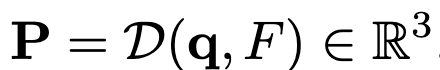 𝐏 = 𝒟(𝐪, 𝐹) ∈ ℝ³